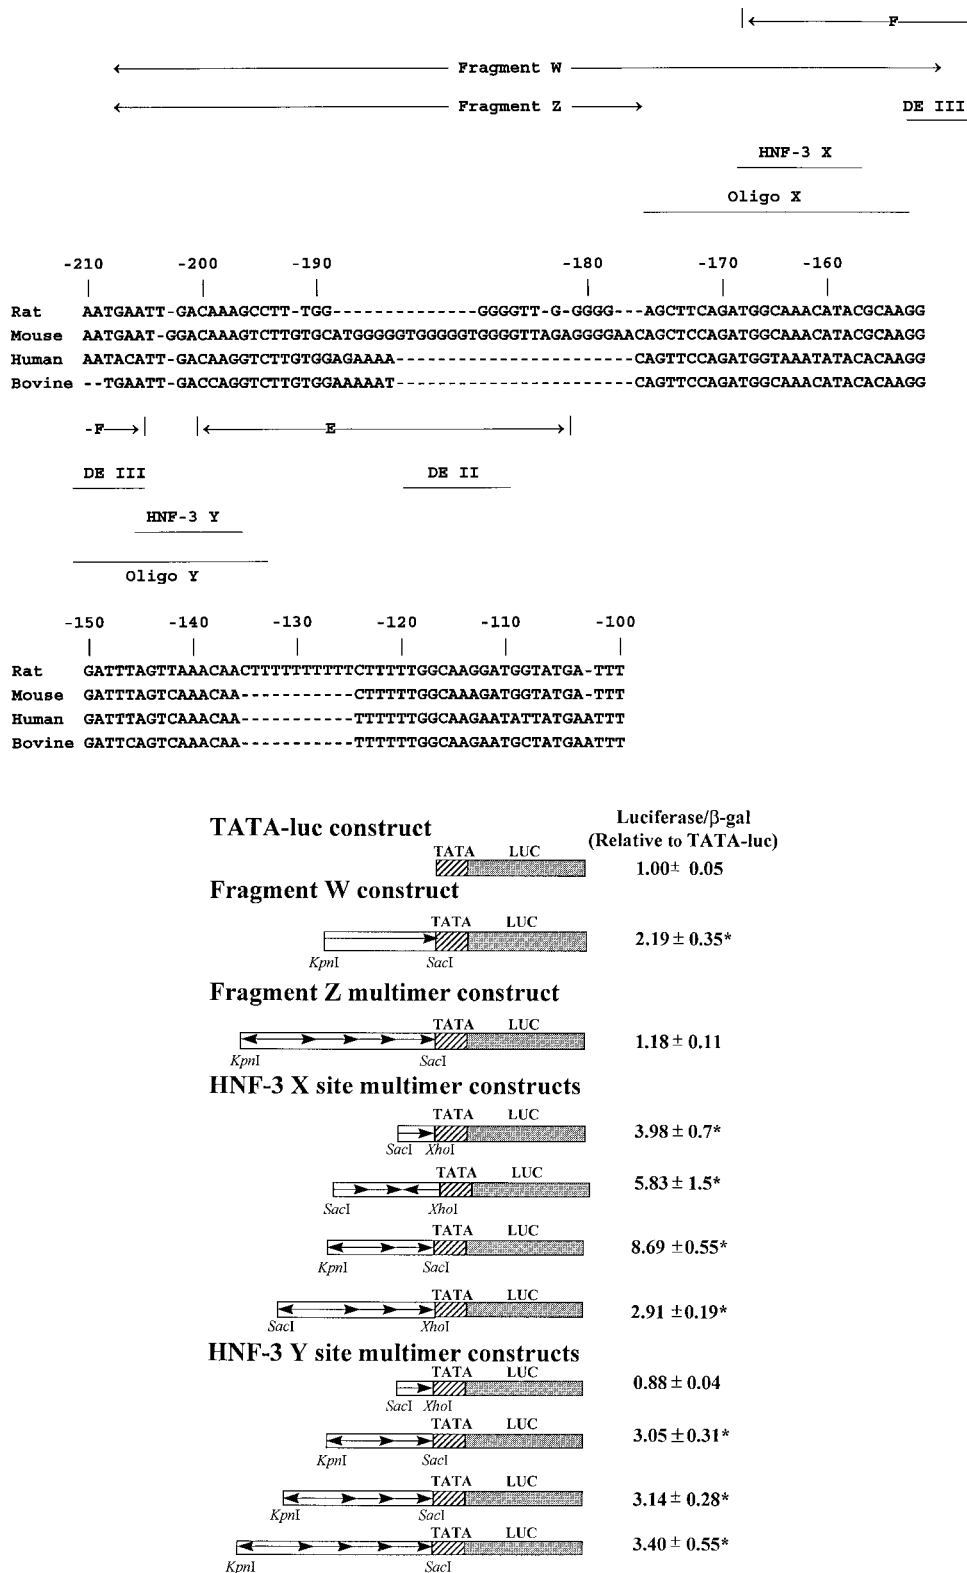 F
Fragment W
Fragment Z
DE III
HNF-3 X
Oligo X
-210 -200 -190 -180 -170 -160
Rat AATGAATT-GACAAAGCCTTT-TGG-------------GGGGTT-G-GGGG---AGCTTCAGATGGCAAACATACGCAAGG
Mouse AATGAAT-GGACAAAGTCTTGTGCATGGGGGTGGGGGTGGGGTTAGAGGGGAACAGCTCCAGATGGCAAACATACACAAGG
Human AATACATT-GACAAGGTCTTGTGGAGAAAA-----------------------CAGTTCCAGATGGTAAATATACACAAGG
Bovine --TGAATT-GACCAGGTCTTGTGGAAAAAT-----------------------CAGTTCCAGATGGCAAACATACACAAGG
-F E
DE III DE II
HNF-3 Y
Oligo Y
-150 -140 -130 -120 -110 -100
Rat GATTTAGTTAAACAACTTTTTTTTTTCTTTTTGGCAAGGATGGTATGA-TTT
Mouse GATTTAGTCAAACAA-----------CTTTTTGGCAAAGATGGTATGA-TTT
Human GATTTAGTCAAACAA-----------TTTTTTGGCAAGAATATTATGAATTT
Bovine GATTCAGTCAAACAA-----------TTTTTTGGCAAGAATGCTATGAATTT
Luciferase/β-gal
TATA-luc construct (Relative to TATA-luc)
TATA LUC
1.00 ± 0.05
Fragment W construct
TATA LUC
2.19 ± 0.35*
KpnI SacI
Fragment Z multimer construct
TATA LUC
1.18 ± 0.11
KpnI SacI
HNF-3 X site multimer constructs
TATA LUC
3.98 ± 0.7*
SacI XhoI
TATA LUC
5.83 ± 1.5*
SacI XhoI
TATA LUC
8.69 ± 0.55*
KpnI SacI
TATA LUC
2.91 ± 0.19*
SacI XhoI
HNF-3 Y site multimer constructs
TATA LUC
0.88 ± 0.04
SacI XhoI
TATA LUC
3.05 ± 0.31*
KpnI SacI
TATA LUC
3.14 ± 0.28*
KpnI SacI
TATA LUC
3.40 ± 0.55*
KpnI SacI